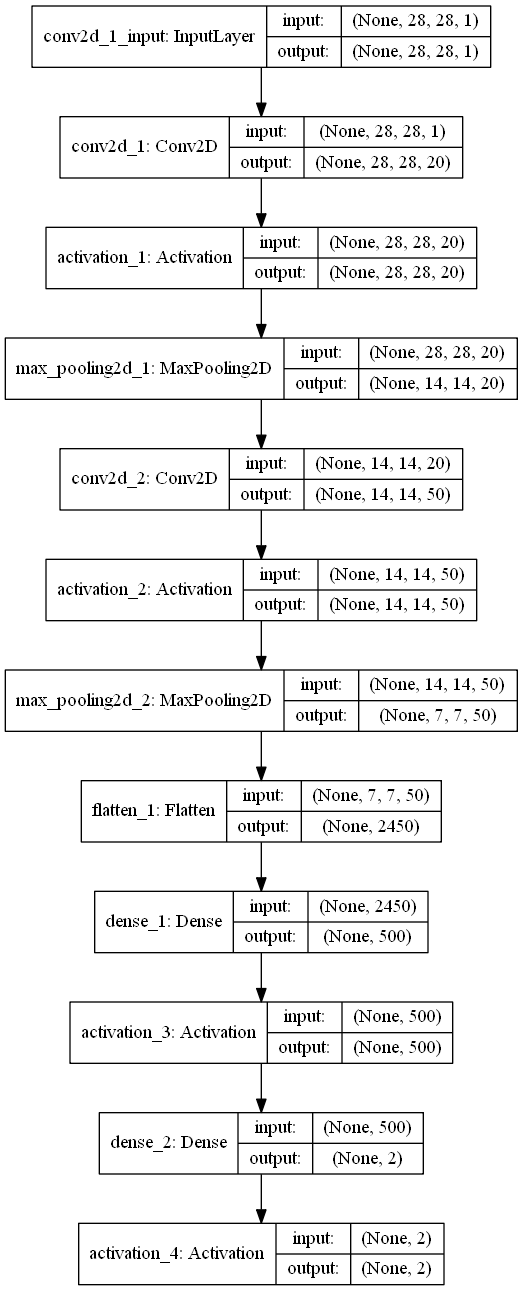 conv2d_1_input: InputLayer
input: (None, 28, 28, 1)
output: (None, 28, 28, 1)
conv2d_1: Conv2D
input: (None, 28, 28, 1)
output: (None, 28, 28, 20)
activation_1: Activation
input: (None, 28, 28, 20)
output: (None, 28, 28, 20)
max_pooling2d_1: MaxPooling2D
input: (None, 28, 28, 20)
output: (None, 14, 14, 20)
conv2d_2: Conv2D
input: (None, 14, 14, 20)
output: (None, 14, 14, 50)
activation_2: Activation
input: (None, 14, 14, 50)
output: (None, 14, 14, 50)
max_pooling2d_2: MaxPooling2D
input: (None, 14, 14, 50)
output: (None, 7, 7, 50)
flatten_1: Flatten
input: (None, 7, 7, 50)
output: (None, 2450)
dense_1: Dense
input: (None, 2450)
output: (None, 500)
activation_3: Activation
input: (None, 500)
output: (None, 500)
dense_2: Dense
input: (None, 500)
output: (None, 2)
activation_4: Activation
input: (None, 2)
output: (None, 2)